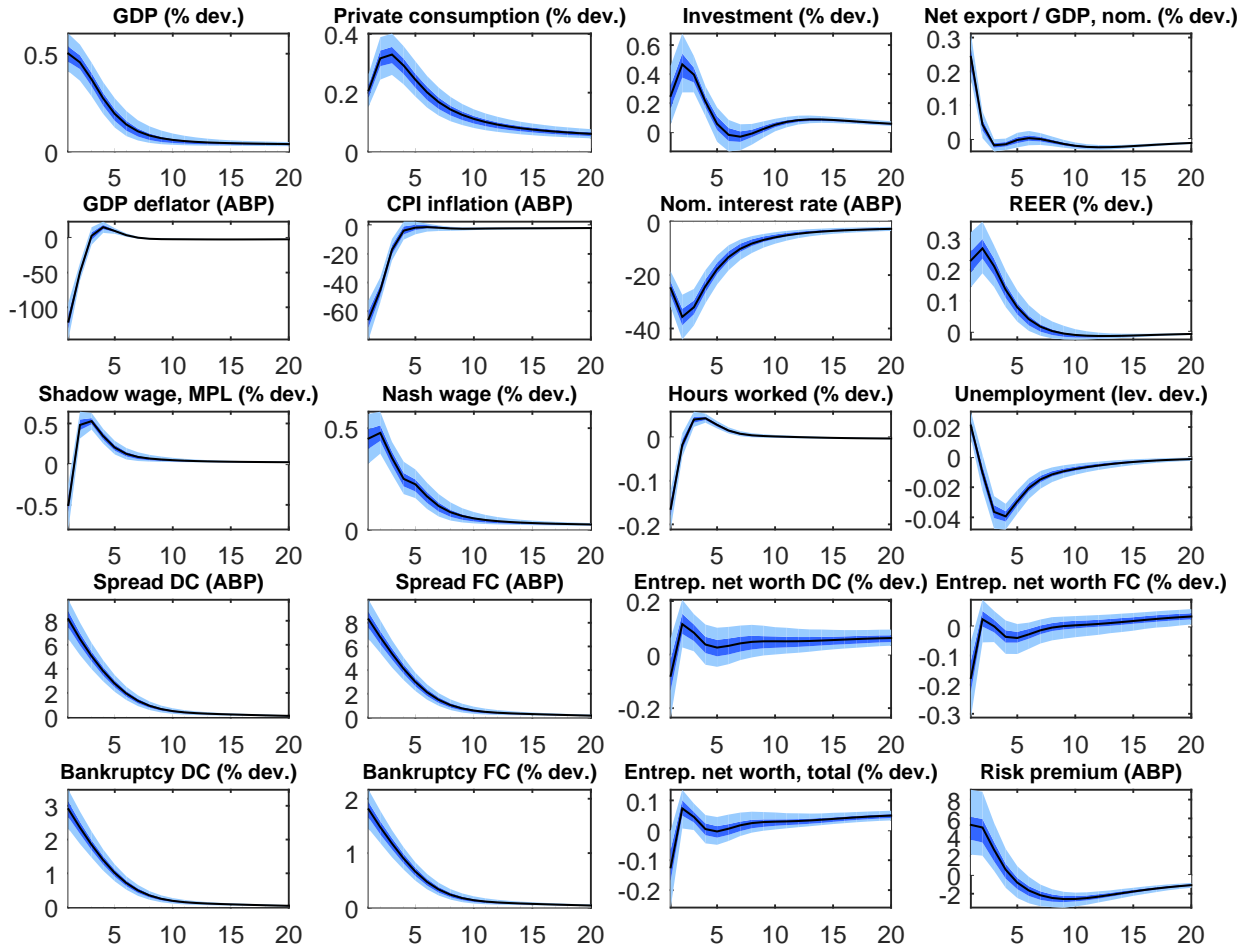 GDP (% dev.)
Private consumption (% dev.)
Investment (% dev.)
Net export / GDP, nom. (% dev.)
0.5
0
0.4
0.2
0
0.6
0.4
0.2
0
0.3
0.2
0.1
0
5 10 15 20
5 10 15 20
5 10 15 20
5 10 15 20
GDP deflator (ABP)
CPI inflation (ABP)
Nom. interest rate (ABP)
REER (% dev.)
0
-50
-100
0
-20
-40
-60
0
-20
-40
0.3
0.2
0.1
0
5 10 15 20
5 10 15 20
5 10 15 20
5 10 15 20
Shadow wage, MPL (% dev.)
Nash wage (% dev.)
Hours worked (% dev.)
Unemployment (lev. dev.)
0.5
0
-0.5
0.5
0
0
-0.1
-0.2
0.02
0
-0.02
-0.04
5 10 15 20
5 10 15 20
5 10 15 20
5 10 15 20
Spread DC (ABP)
Spread FC (ABP)
Entrep. net worth DC (% dev.)
Entrep. net worth FC (% dev.)
8
6
4
2
0
8
6
4
2
0
0.2
0
-0.2
0
-0.1
-0.2
-0.3
5 10 15 20
5 10 15 20
5 10 15 20
5 10 15 20
Bankruptcy DC (% dev.)
Bankruptcy FC (% dev.)
Entrep. net worth, total (% dev.)
Risk premium (ABP)
3
2
1
0
2
1
0
0.1
0
-0.1
-0.2
8
6
4
2
0
-2
5 10 15 20
5 10 15 20
5 10 15 20
5 10 15 20